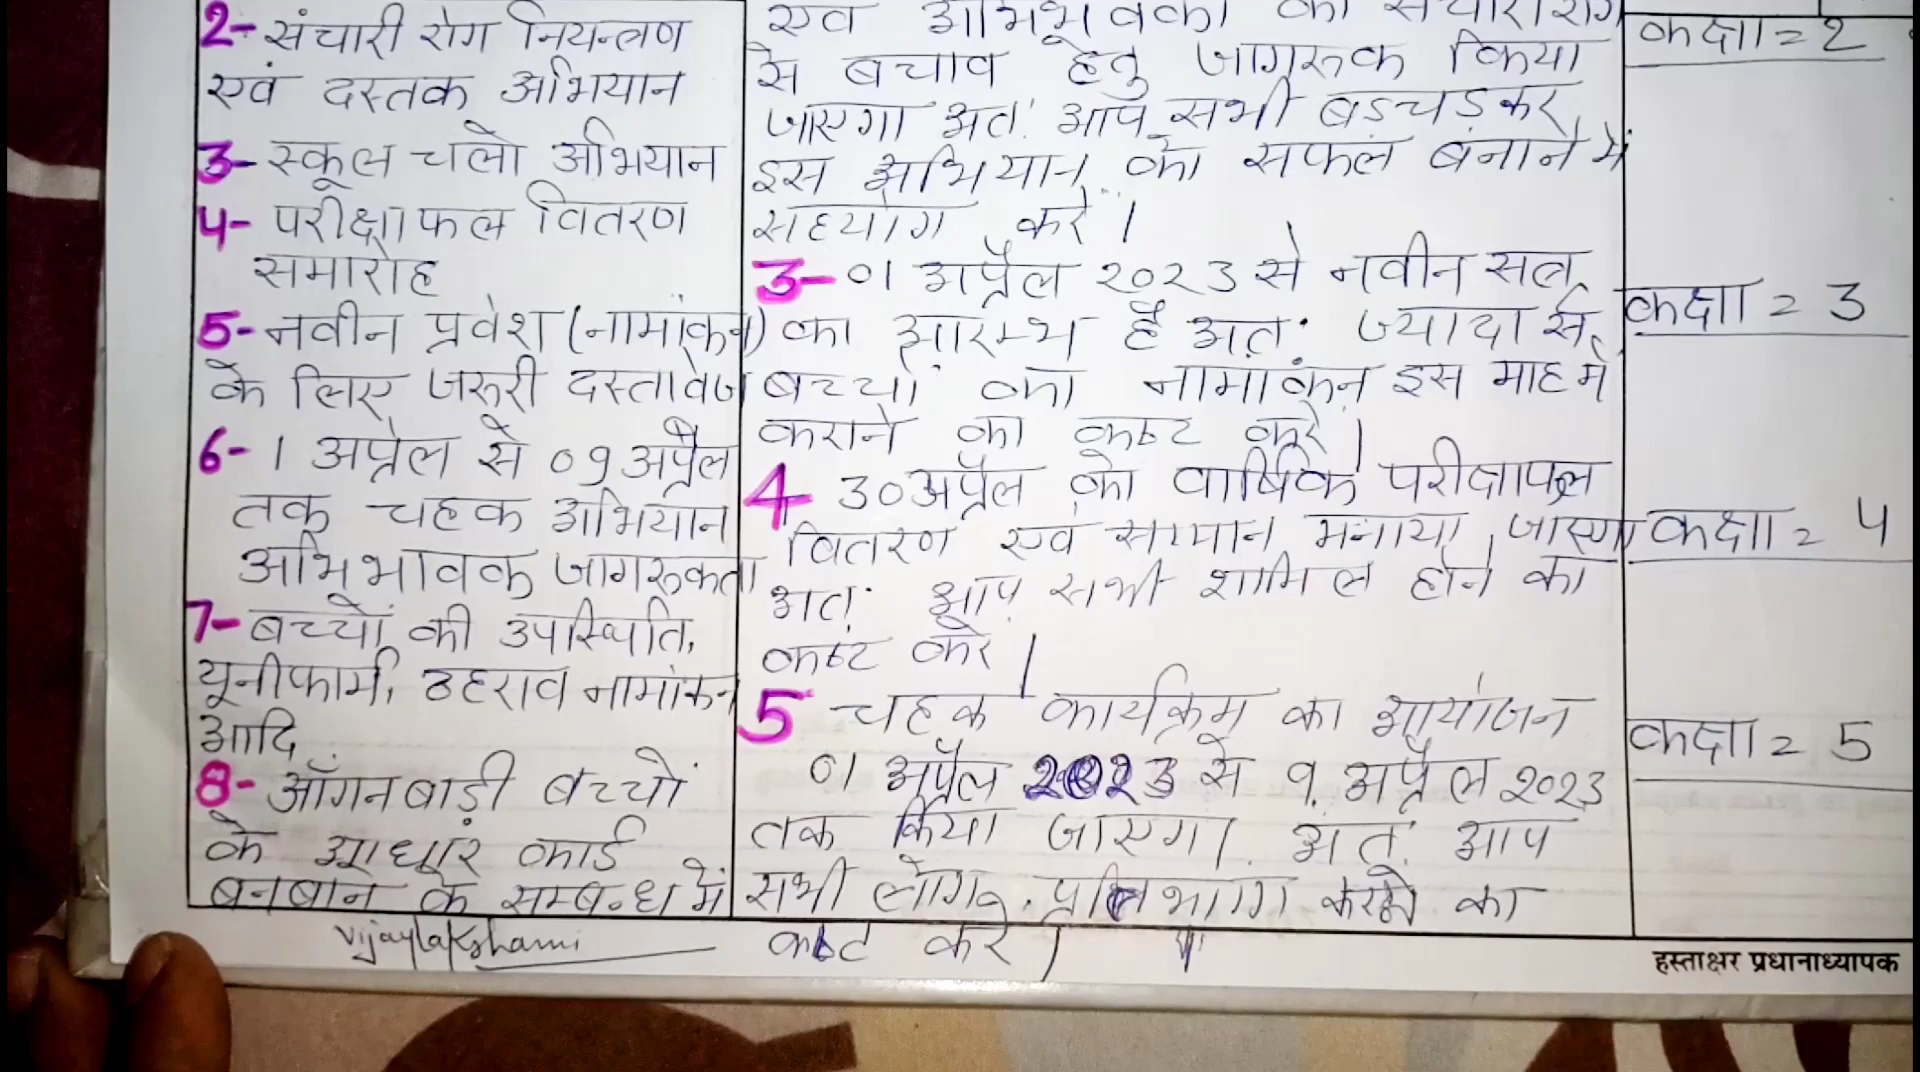 2- संचारी रोग नियन्त्रण
एवं दस्तक अभियान
3- स्कूल चलो अभियान
4- परीक्षाफल वितरण
समारोह
5- नवीन प्रवेश (नामांकन)
के लिए जरुरी दस्तावेज
6- 1 अप्रैल से 09 अप्रैल
तक चहक अभियान
अभिभावक जागरुकता
7- बच्चों की उपस्थिति,
यूनीफार्म, ठहराव नामांकन
आदि
8- आँगनबाड़ी बच्चों
के आधार कार्ड
बनबान के सम्बन्ध में
vijaylakshami
एवं अभिभूवको को संचारी रोग
से बचाव हेतु जागरुक किया
जाएगा अतः आप सभी बड़चड़कर
इस अभियान को सफल बनाने में
सहयोग करे।
3- 01 अप्रैल 2023 से नवीन सत्र
का आरम्भ है अतः ज्यादा से
बच्चों का नामांकन इस माह में
कराने का कष्ट करे।
4 30 अप्रैल को वार्षिक परीक्षाफल
वितरण एवं सम्मान मनाया जाएगा
अतः आप सभी शामिल होने का
कष्ट करे।
5 चहक कार्यक्रम का आयोजन
01 अप्रैल 2023 से 9 अप्रैल 2023
तक किया जाएगा। अतः आप
सभी लोग प्रतिभाग करने का
कष्ट करे।
कक्षा = 2
कक्षा = 3
कक्षा = 4
कक्षा = 5
हस्ताक्षर प्रधानाध्यापक